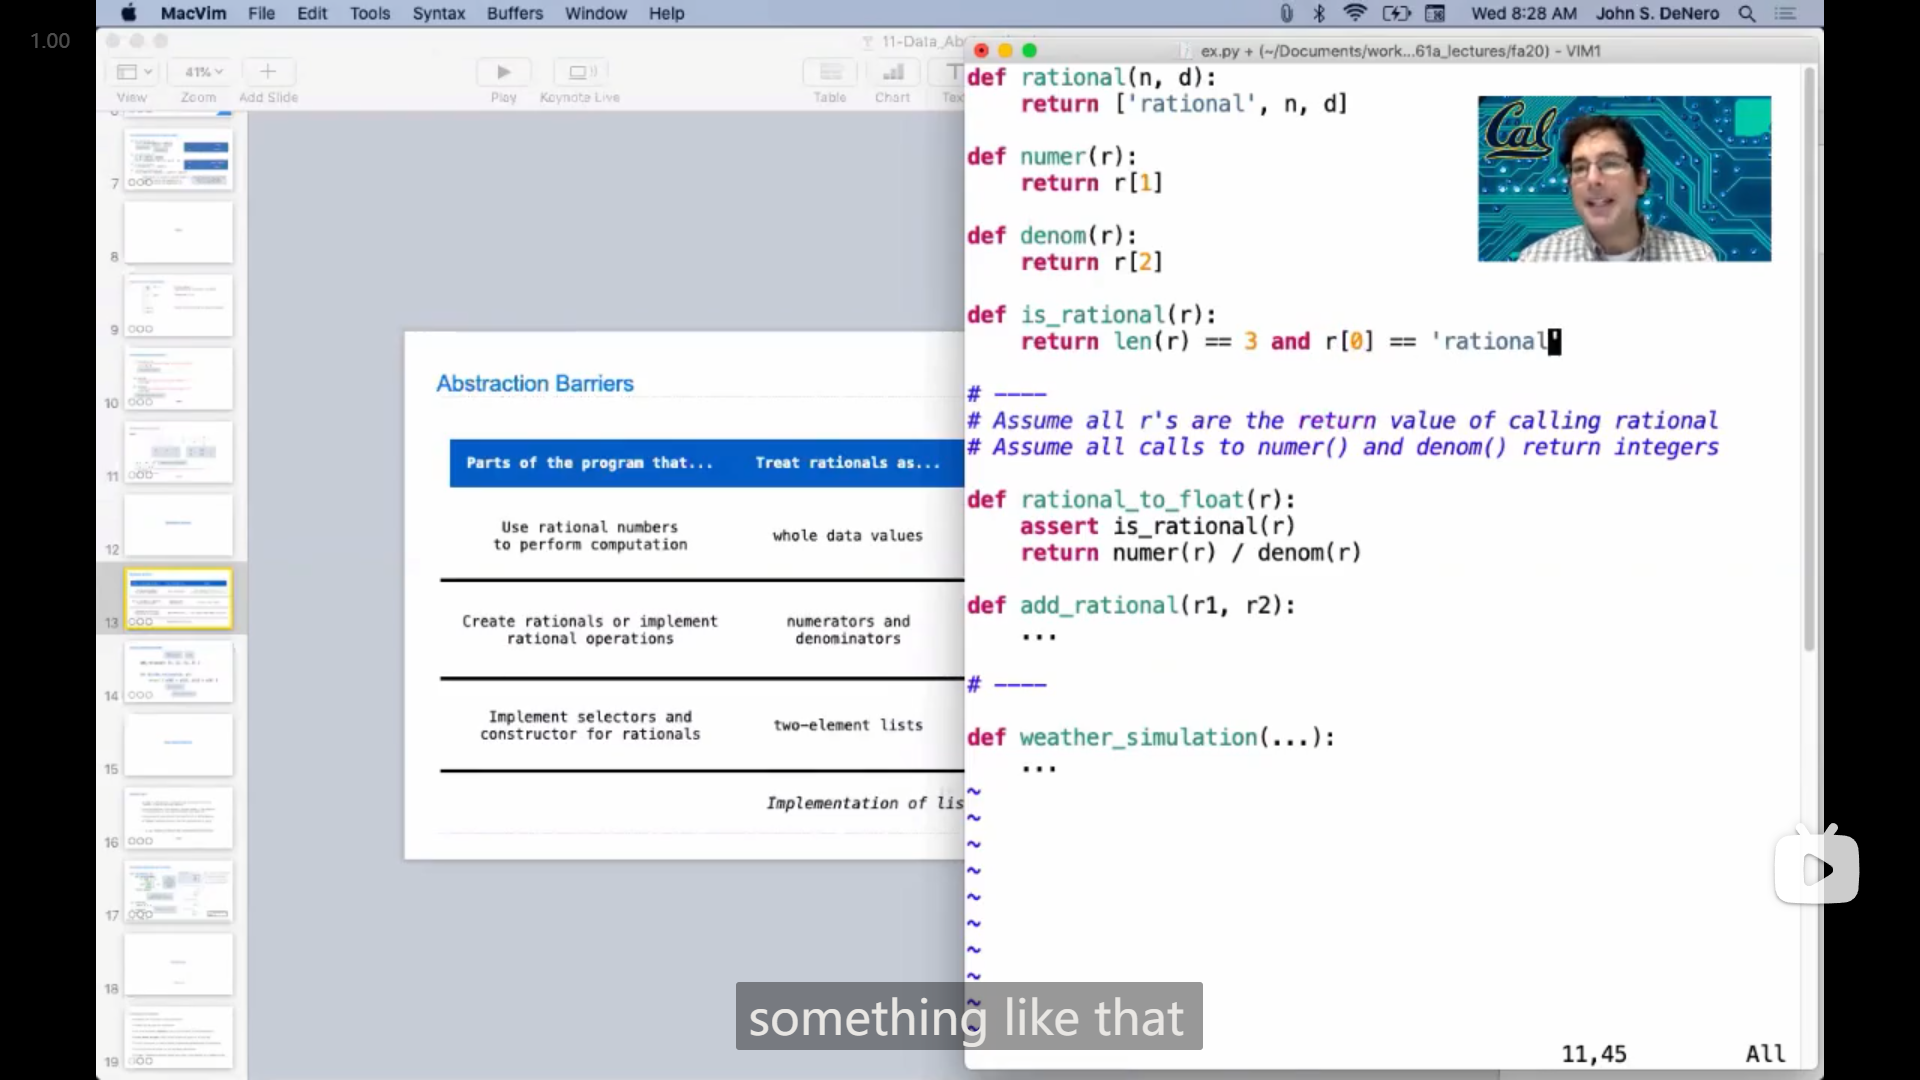 1.00
MacVim File Edit Tools Syntax Buffers Window Help Wed 8:28 AM John S. DeNero
11-Data_Ab
41%
View Zoom Add Slide Play Keynote Live Table Chart Tex
ex.py + (~/Documents/work...61a_lectures/fa20) - VIM1
7
8
9
10
11
12
13
14
15
16
17
18
19
Abstraction Barriers
Parts of the program that... Treat rationals as...
Use rational numbers
to perform computation
whole data values
Create rationals or implement
rational operations
numerators and
denominators
Implement selectors and
constructor for rationals
two-element lists
Implementation of lis
def rational(n, d):
return ['rational', n, d]
def numer(r):
return r[1]
def denom(r):
return r[2]
def is_rational(r):
return len(r) == 3 and r[0] == 'rational'
# ----
# Assume all r's are the return value of calling rational
# Assume all calls to numer() and denom() return integers
def rational_to_float(r):
assert is_rational(r)
return numer(r) / denom(r)
def add_rational(r1, r2):
...
# ----
def weather_simulation(...):
...
~
~
~
~
~
~
~
~
~
Cal
something like that
11,45 All